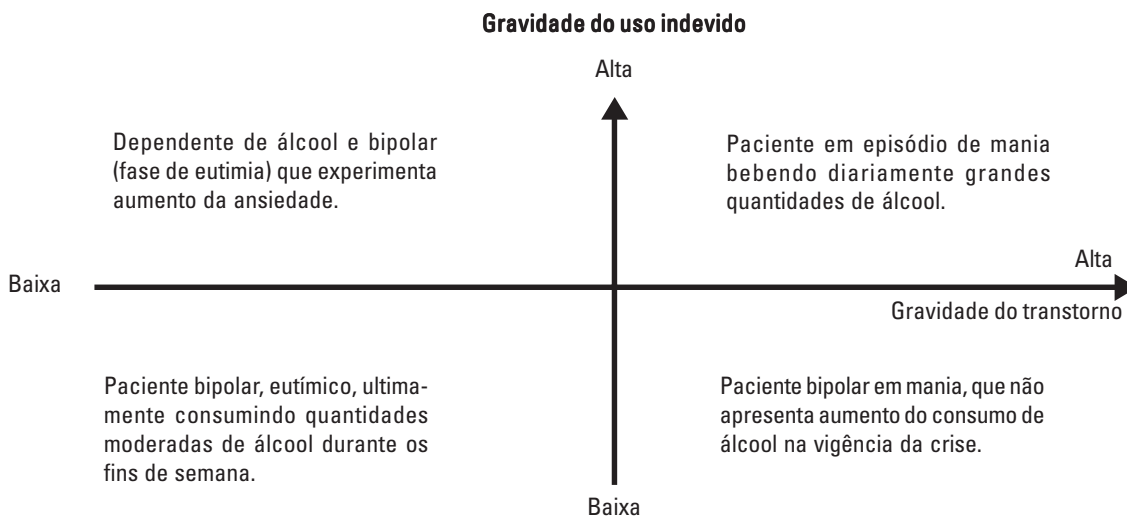 Gravidade do uso indevido
Alta
Dependente de álcool e bipolar
(fase de eutimia) que experimenta
aumento da ansiedade.
Paciente em episódio de mania
bebendo diariamente grandes
quantidades de álcool.
Baixa
Alta
Gravidade do transtorno
Paciente bipolar, eutímico, ultima-
mente consumindo quantidades
moderadas de álcool durante os
fins de semana.
Paciente bipolar em mania, que não
apresenta aumento do consumo de
álcool na vigência da crise.
Baixa